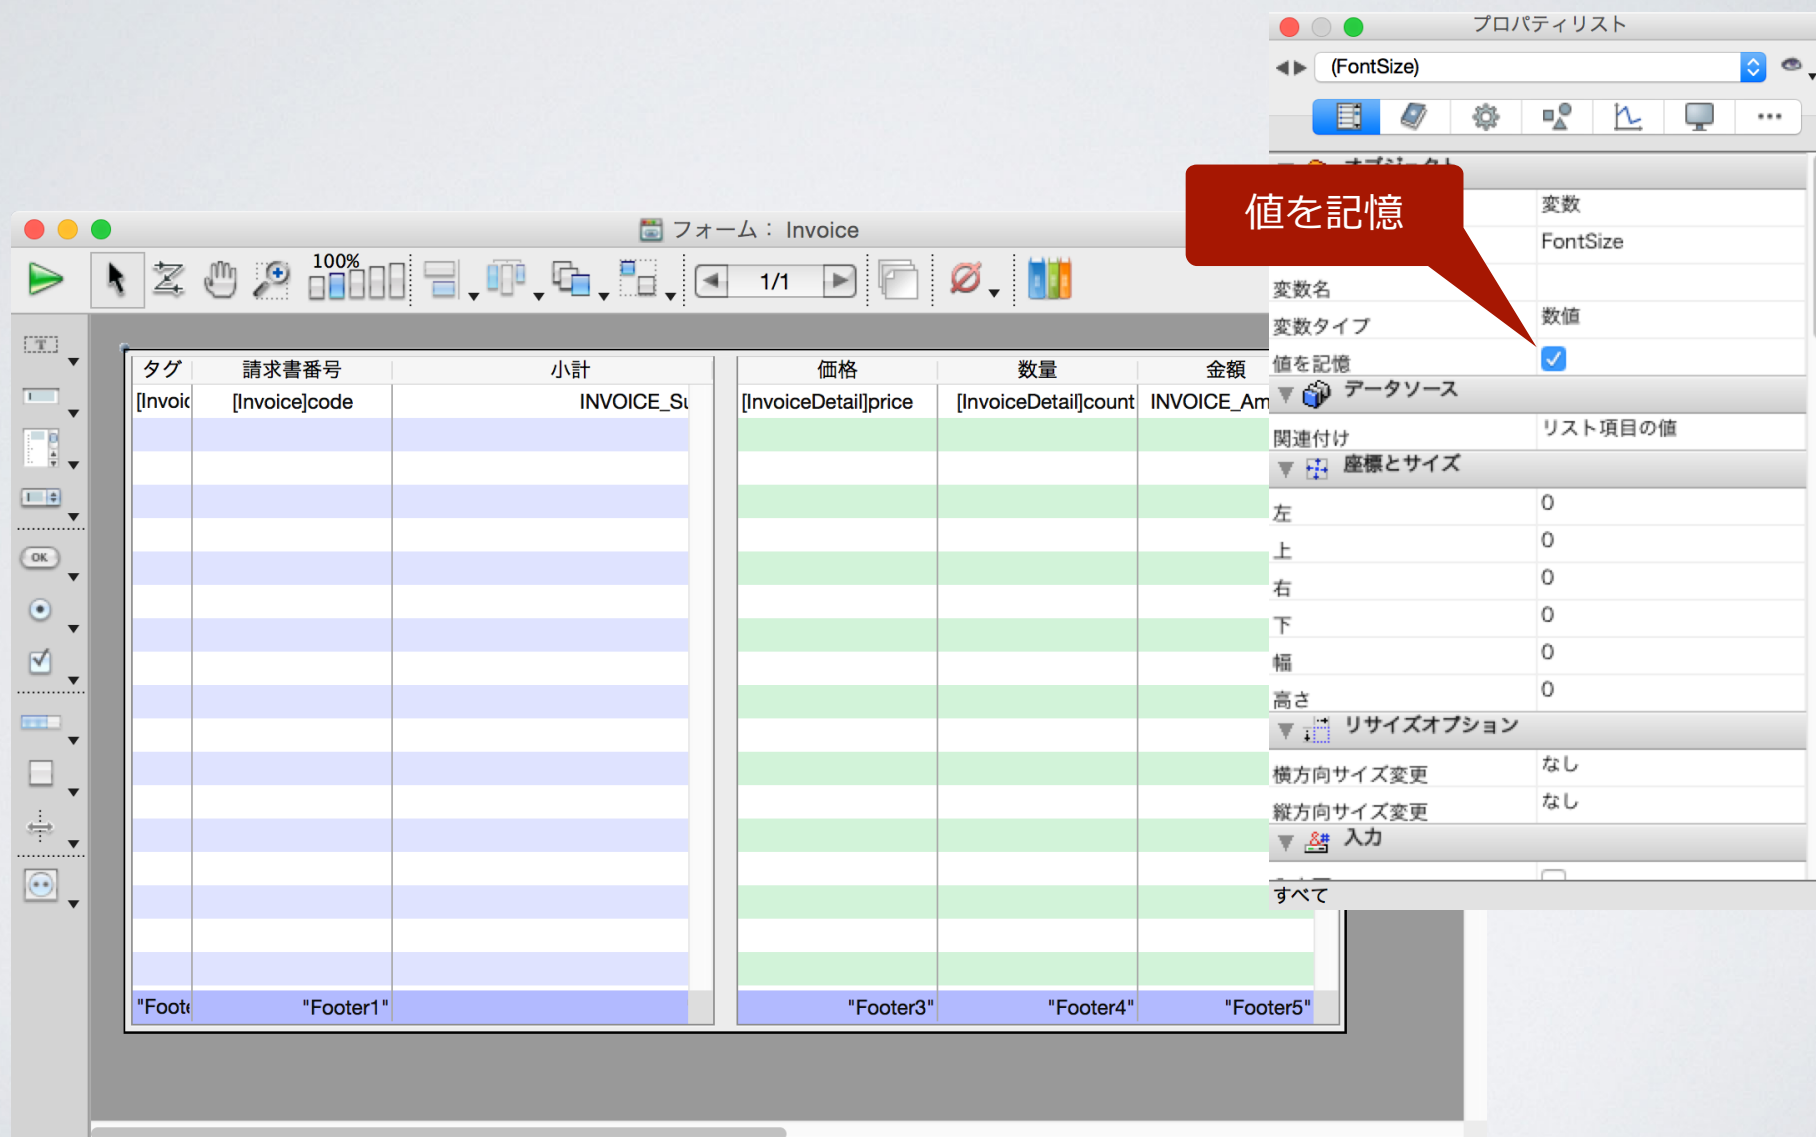 プロパティリスト
(FontSize)
オブジェクト
値を記憶
変数
FontSize
変数名
変数タイプ 数値
値を記憶
データソース
関連付け リスト項目の値
座標とサイズ
左 0
上 0
右 0
下 0
幅 0
高さ 0
リサイズオプション
横方向サイズ変更 なし
縦方向サイズ変更 なし
入力
すべて
フォーム： Invoice
100%
1/1
T
OK
タグ 請求書番号 小計 価格 数量 金額
[Invoic [Invoice]code INVOICE_Su [InvoiceDetail]price [InvoiceDetail]count INVOICE_Am
"Foote "Footer1" "Footer3" "Footer4" "Footer5"